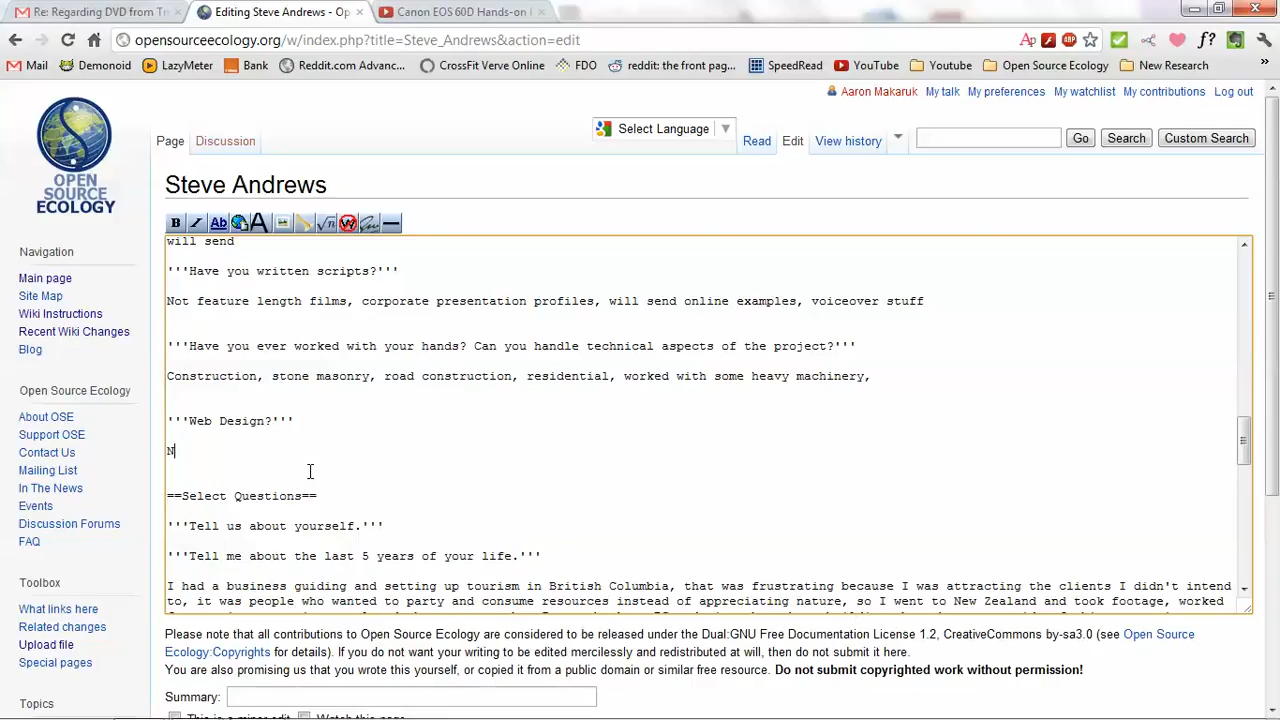 Re: Regarding DVD from Tr
Editing Steve Andrews - Op
Canon EOS 60D Hands-on
opensourceecology.org/w/index.php?title=Steve_Andrews&action=edit
Mail
Demonoid
LazyMeter
Bank
Reddit.com Advanc...
CrossFit Verve Online
FDO
reddit: the front pag...
SpeedRead
YouTube
Youtube
Open Source Ecology
New Research
Aaron Makaruk My talk My preferences My watchlist My contributions Log out
Select Language
Page Discussion Read Edit View history Go Search Custom Search
OPEN
SOURCE
ECOLOGY
Steve Andrews
will send
'''Have you written scripts?'''
Not feature length films, corporate presentation profiles, will send online examples, voiceover stuff
'''Have you ever worked with your hands? Can you handle technical aspects of the project?'''
Construction, stone masonry, road construction, residential, worked with some heavy machinery,
'''Web Design?'''
N
==Select Questions==
'''Tell us about yourself.'''
'''Tell me about the last 5 years of your life.'''
I had a business guiding and setting up tourism in British Columbia, that was frustrating because I was attracting the clients I didn't intend
to, it was people who wanted to party and consume resources instead of appreciating nature, so I went to New Zealand and took footage, worked
Navigation
Main page
Site Map
Wiki Instructions
Recent Wiki Changes
Blog
Open Source Ecology
About OSE
Support OSE
Contact Us
Mailing List
In The News
Events
Discussion Forums
FAQ
Toolbox
What links here
Related changes
Upload file
Special pages
Topics
Please note that all contributions to Open Source Ecology are considered to be released under the Dual:GNU Free Documentation License 1.2, CreativeCommons by-sa3.0 (see Open Source
Ecology:Copyrights for details). If you do not want your writing to be edited mercilessly and redistributed at will, then do not submit it here.
You are also promising us that you wrote this yourself, or copied it from a public domain or similar free resource. Do not submit copyrighted work without permission!
Summary:
This is a minor edit Watch this page